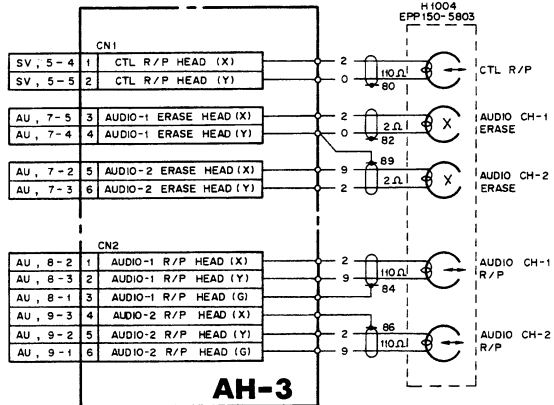 H1004
EPP150-5803
CN1
SV, 5-4 1 CTL R/P HEAD (X) 2
SV, 5-5 2 CTL R/P HEAD (Y) 0
110Ω
80
CTL R/P
AU, 7-5 3 AUDIO-1 ERASE HEAD (X) 2
AU, 7-4 4 AUDIO-1 ERASE HEAD (Y) 0
2Ω
82
X
AUDIO CH-1
ERASE
89
AU, 7-2 5 AUDIO-2 ERASE HEAD (X) 9
AU, 7-3 6 AUDIO-2 ERASE HEAD (Y) 2
2Ω
X
AUDIO CH-2
ERASE
CN2
AU, 8-2 1 AUDIO-1 R/P HEAD (X) 2
AU, 8-3 2 AUDIO-1 R/P HEAD (Y) 9
AU, 8-1 3 AUDIO-1 R/P HEAD (G)
110Ω
84
AUDIO CH-1
R/P
AU, 9-3 4 AUDIO-2 R/P HEAD (X)
AU, 9-2 5 AUDIO-2 R/P HEAD (Y) 2
AU, 9-1 6 AUDIO-2 R/P HEAD (G) 9
86
110Ω
AUDIO CH-2
R/P
AH-3